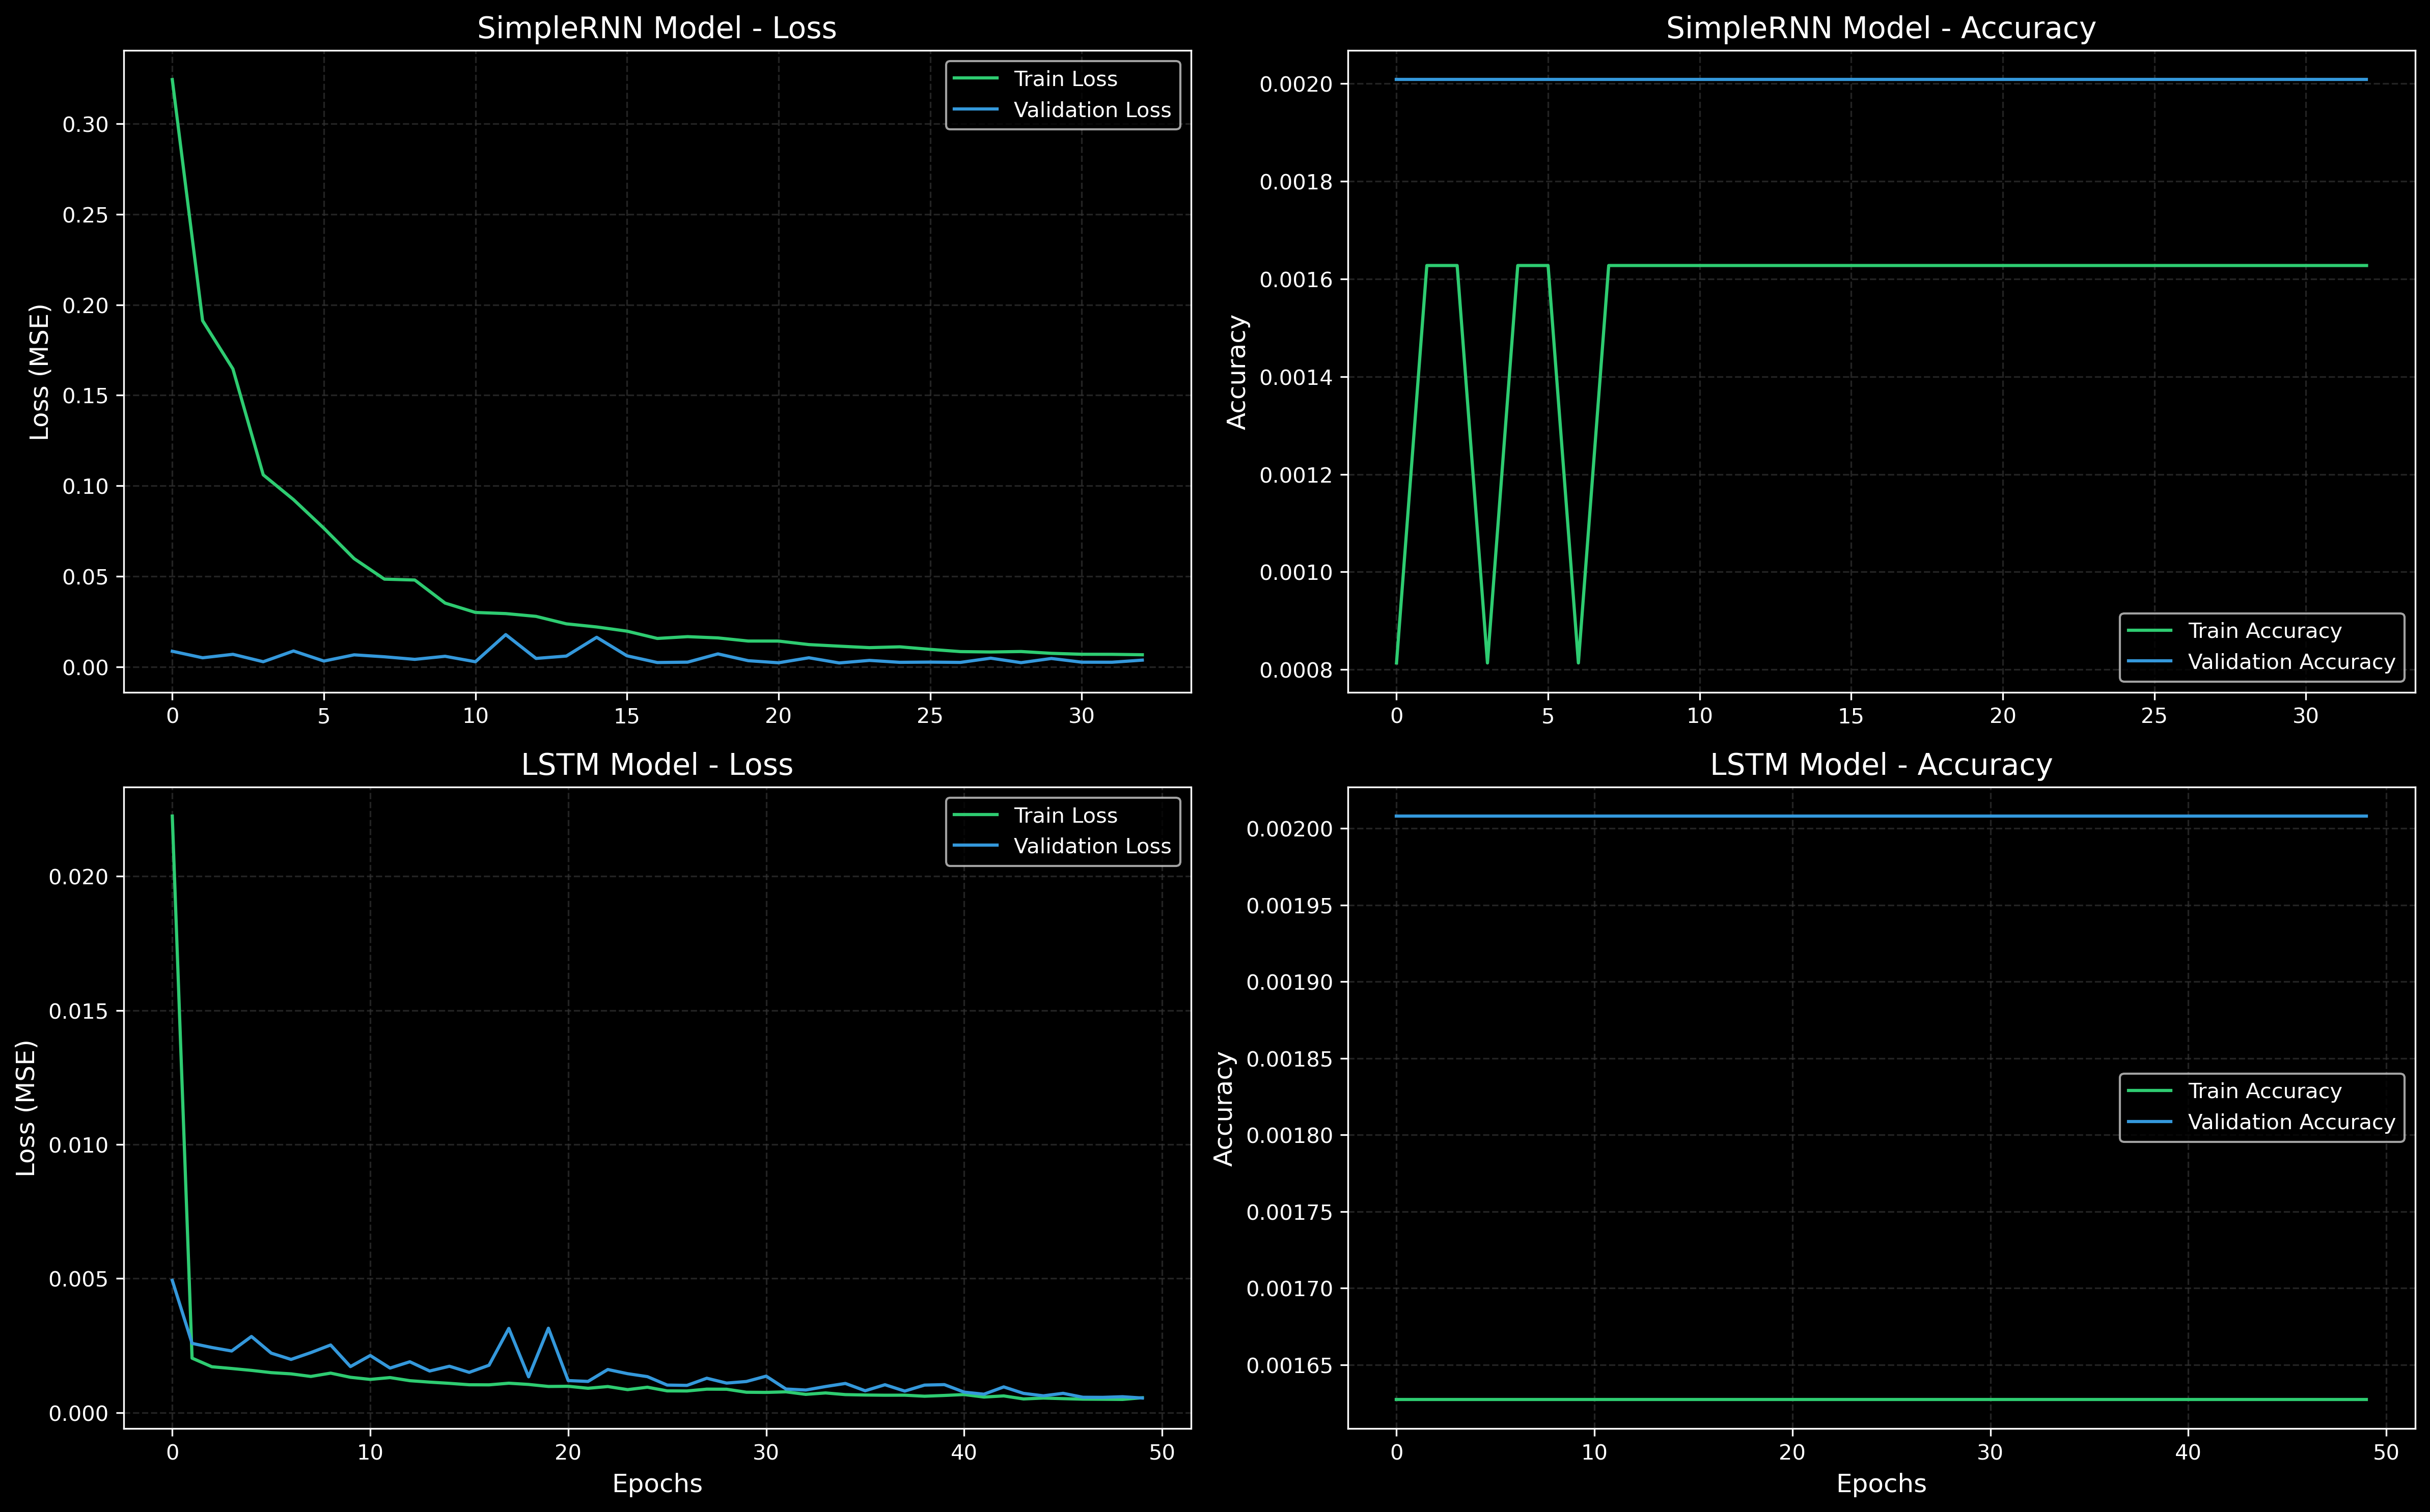 SimpleRNN Model - Loss
Loss (MSE)
0.30
0.25
0.20
0.15
0.10
0.05
0.00
0 5 10 15 20 25 30
Train Loss
Validation Loss
SimpleRNN Model - Accuracy
Accuracy
0.0020
0.0018
0.0016
0.0014
0.0012
0.0010
0.0008
0 5 10 15 20 25 30
Train Accuracy
Validation Accuracy
LSTM Model - Loss
Loss (MSE)
0.020
0.015
0.010
0.005
0.000
0 10 20 30 40 50
Epochs
Train Loss
Validation Loss
LSTM Model - Accuracy
Accuracy
0.00200
0.00195
0.00190
0.00185
0.00180
0.00175
0.00170
0.00165
0 10 20 30 40 50
Epochs
Train Accuracy
Validation Accuracy